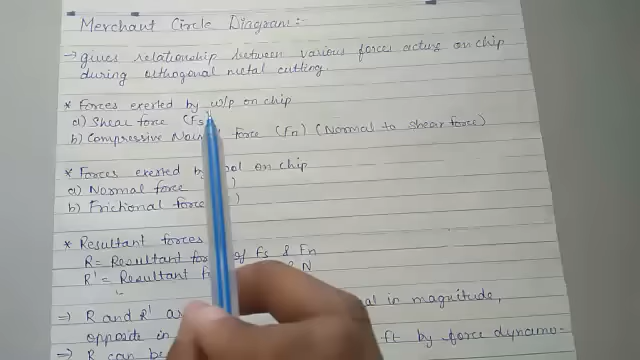 Merchant Circle Diagram:-
→ gives relationship between various forces acting on chip
during orthogonal metal cutting.
* Forces exerted by w/p on chip
a) Shear force (Fs
b) Compressive Nor force (Fn) (Normal to shear force)
* Forces exerted by ool on chip
a) Normal force )
b) Frictional force )
* Resultant forces
R = Resultant for of Fs & Fn
R' = Resultant f & N
⇒ R and R' a al in magnitude,
opposite in ft by force dynamo-
⇒ R can be